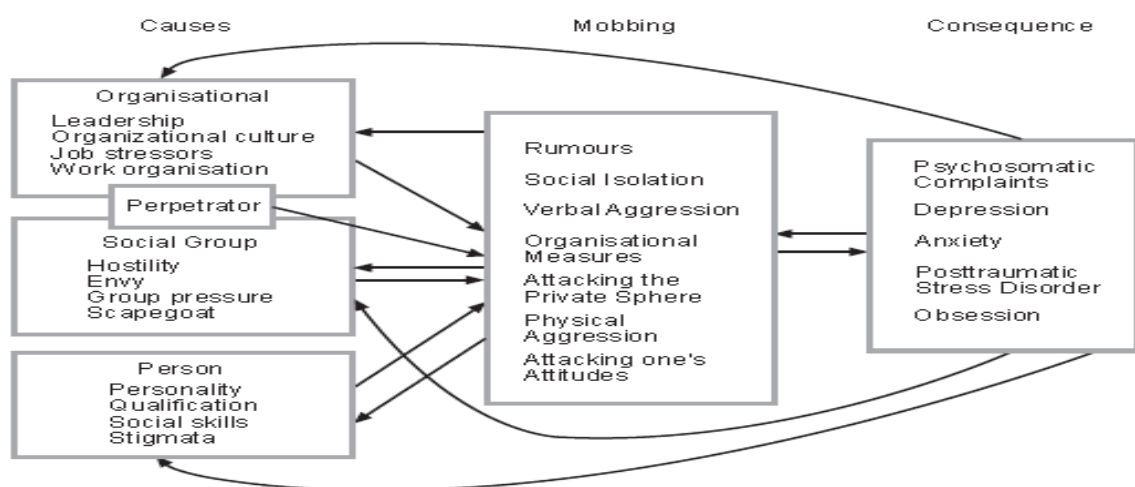 Causes
Mobbing
Consequence
Organisational
Leadership
Organizational culture
Job stressors
Work organisation
Perpetrator
Social Group
Hostility
Envy
Group pressure
Scapegoat
Person
Personality
Qualification
Social skills
Stigmata
Rumours
Social Isolation
Verbal Aggression
Organisational
Measures
Attacking the
Private Sphere
Physical
Aggression
Attacking one's
Attitudes
Psychosomatic
Complaints
Depression
Anxiety
Posttraumatic
Stress Disorder
Obsession